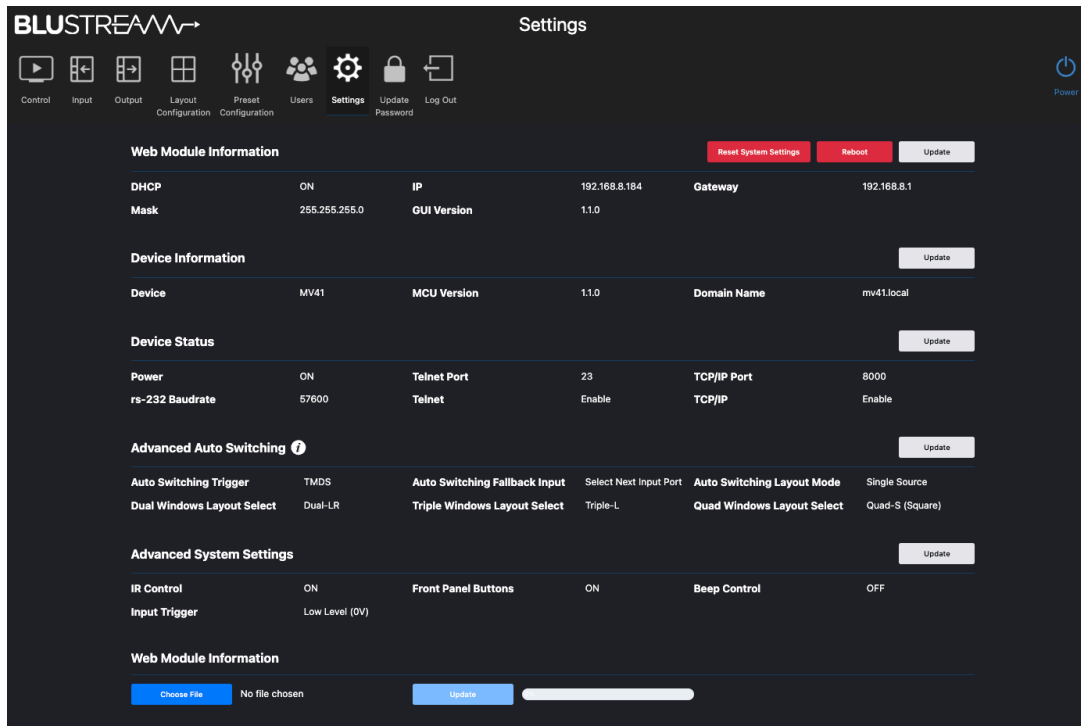 BLUSTREAM
Settings
Control
Input
Output
Layout Configuration
Preset Configuration
Users
Settings
Update Password
Log Out
Power
Web Module Information
Reset System Settings
Reboot
Update
DHCP ON IP 192.168.8.184 Gateway 192.168.8.1
Mask 255.255.255.0 GUI Version 1.1.0
Device Information
Update
Device MV41 MCU Version 1.1.0 Domain Name mv41.local
Device Status
Update
Power ON Telnet Port 23 TCP/IP Port 8000
rs-232 Baudrate 57600 Telnet Enable TCP/IP Enable
Advanced Auto Switching i
Update
Auto Switching Trigger TMDS Auto Switching Fallback Input Select Next Input Port Auto Switching Layout Mode Single Source
Dual Windows Layout Select Dual-LR Triple Windows Layout Select Triple-L Quad Windows Layout Select Quad-S (Square)
Advanced System Settings
Update
IR Control ON Front Panel Buttons ON Beep Control OFF
Input Trigger Low Level (0V)
Web Module Information
Choose File No file chosen Update